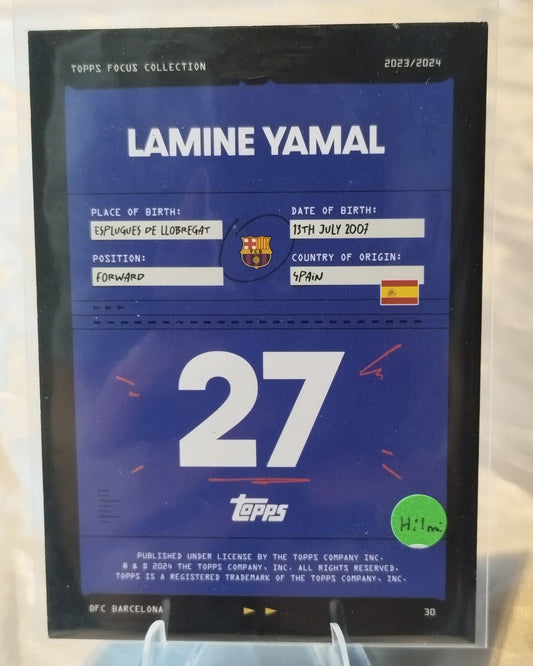 TOPPS FOCUS COLLECTION 2023/2024
LAMINE YAMAL
PLACE OF BIRTH: DATE OF BIRTH:
ESPLUGUES DE LLOBREGAT 13TH JULY 2007
POSITION: COUNTRY OF ORIGIN:
FORWARD SPAIN
27
topps
Hilmi
PUBLISHED UNDER LICENSE BY THE TOPPS COMPANY INC.
® & © 2024 THE TOPPS COMPANY, INC. ALL RIGHTS RESERVED.
TOPPS IS A REGISTERED TRADEMARK OF THE TOPPS COMPANY, INC.
@FC BARCELONA 30